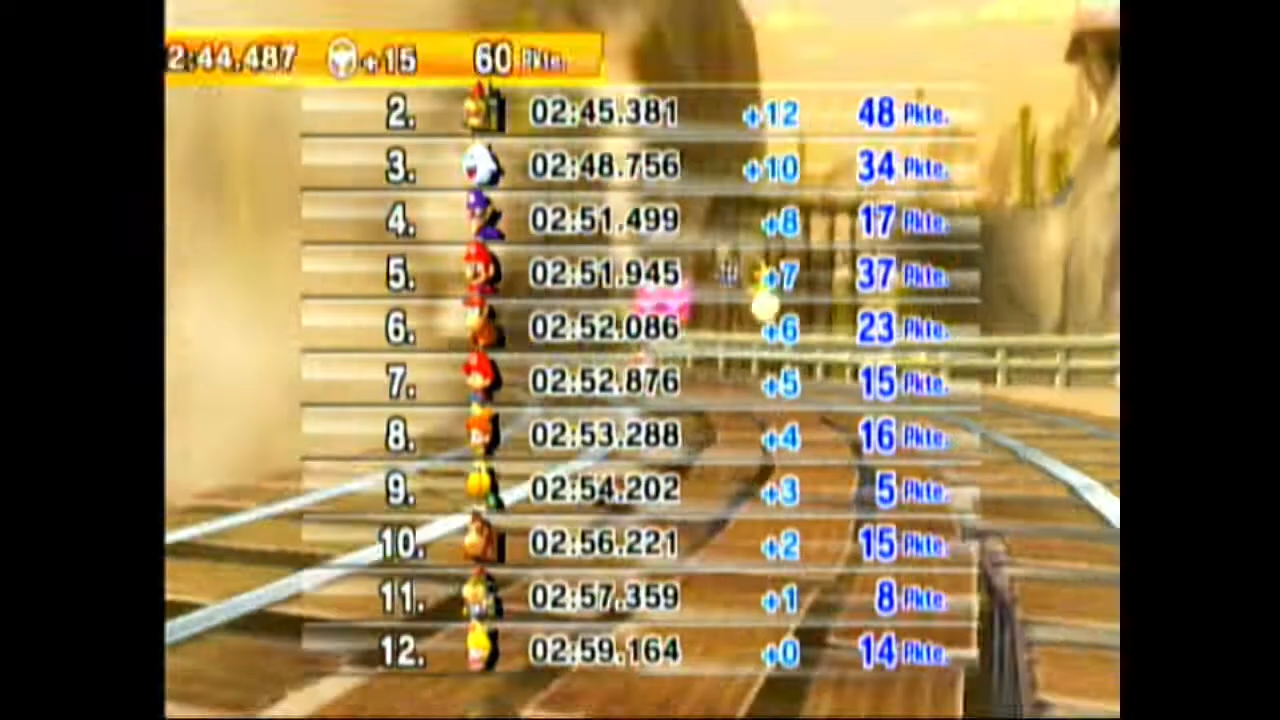 2:44.487 +15 60 Pkte.
2. 02:45.381 +12 48 Pkte.
3. 02:48.756 +10 34 Pkte.
4. 02:51.499 +8 17 Pkte.
5. 02:51.945 +7 37 Pkte.
6. 02:52.086 +6 23 Pkte.
7. 02:52.876 +5 15 Pkte.
8. 02:53.288 +4 16 Pkte.
9. 02:54.202 +3 5 Pkte.
10. 02:56.221 +2 15 Pkte.
11. 02:57.359 +1 8 Pkte.
12. 02:59.164 +0 14 Pkte.